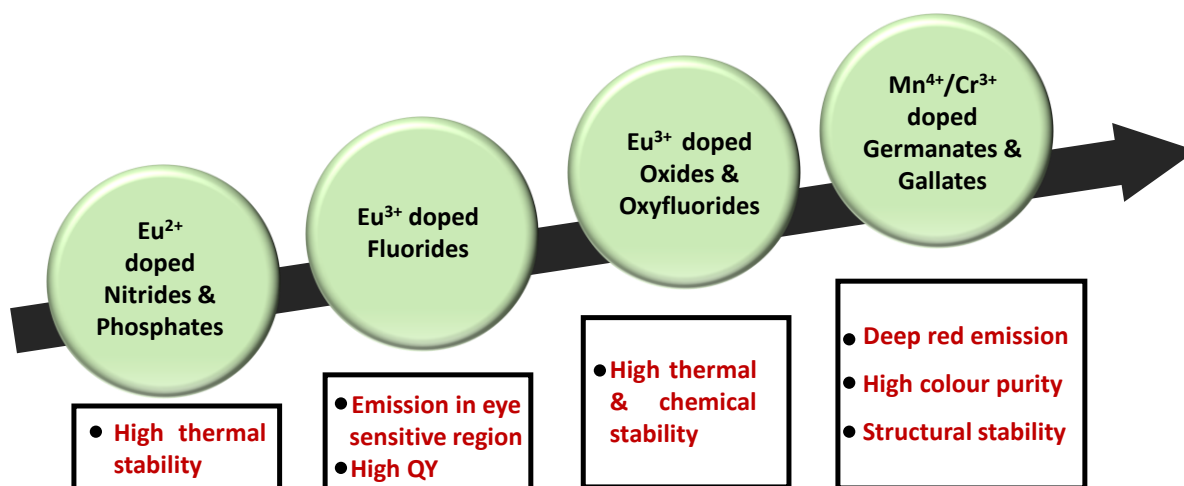 Eu²⁺
doped
Nitrides &
Phosphates
Eu³⁺ doped
Fluorides
Eu³⁺ doped
Oxides &
Oxyfluorides
Mn⁴⁺/Cr³⁺
doped
Germanates &
Gallates
● High thermal
stability
● Emission in eye
sensitive region
● High QY
● High thermal
& chemical
stability
● Deep red emission
● High colour purity
● Structural stability